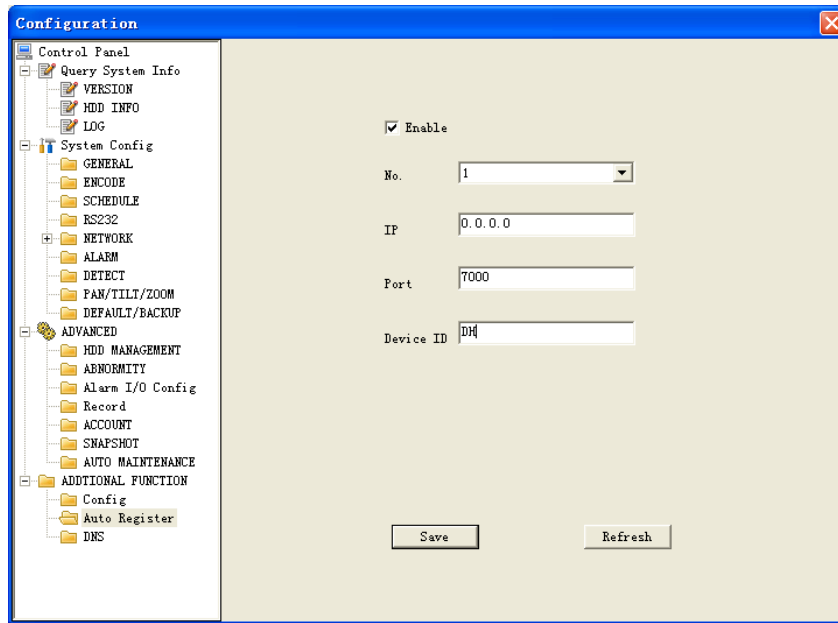 Configuration
Control Panel
Query System Info
VERSION
HDD INFO
LOG
System Config
GENERAL
ENCODE
SCHEDULE
RS232
NETWORK
ALARM
DETECT
PAN/TILT/ZOOM
DEFAULT/BACKUP
ADVANCED
HDD MANAGEMENT
ABNORMITY
Alarm I/O Config
Record
ACCOUNT
SNAPSHOT
AUTO MAINTENANCE
ADDTIONAL FUNCTION
Config
Auto Register
DNS
Enable
No. 1
IP 0.0.0.0
Port 7000
Device ID DH
Save Refresh